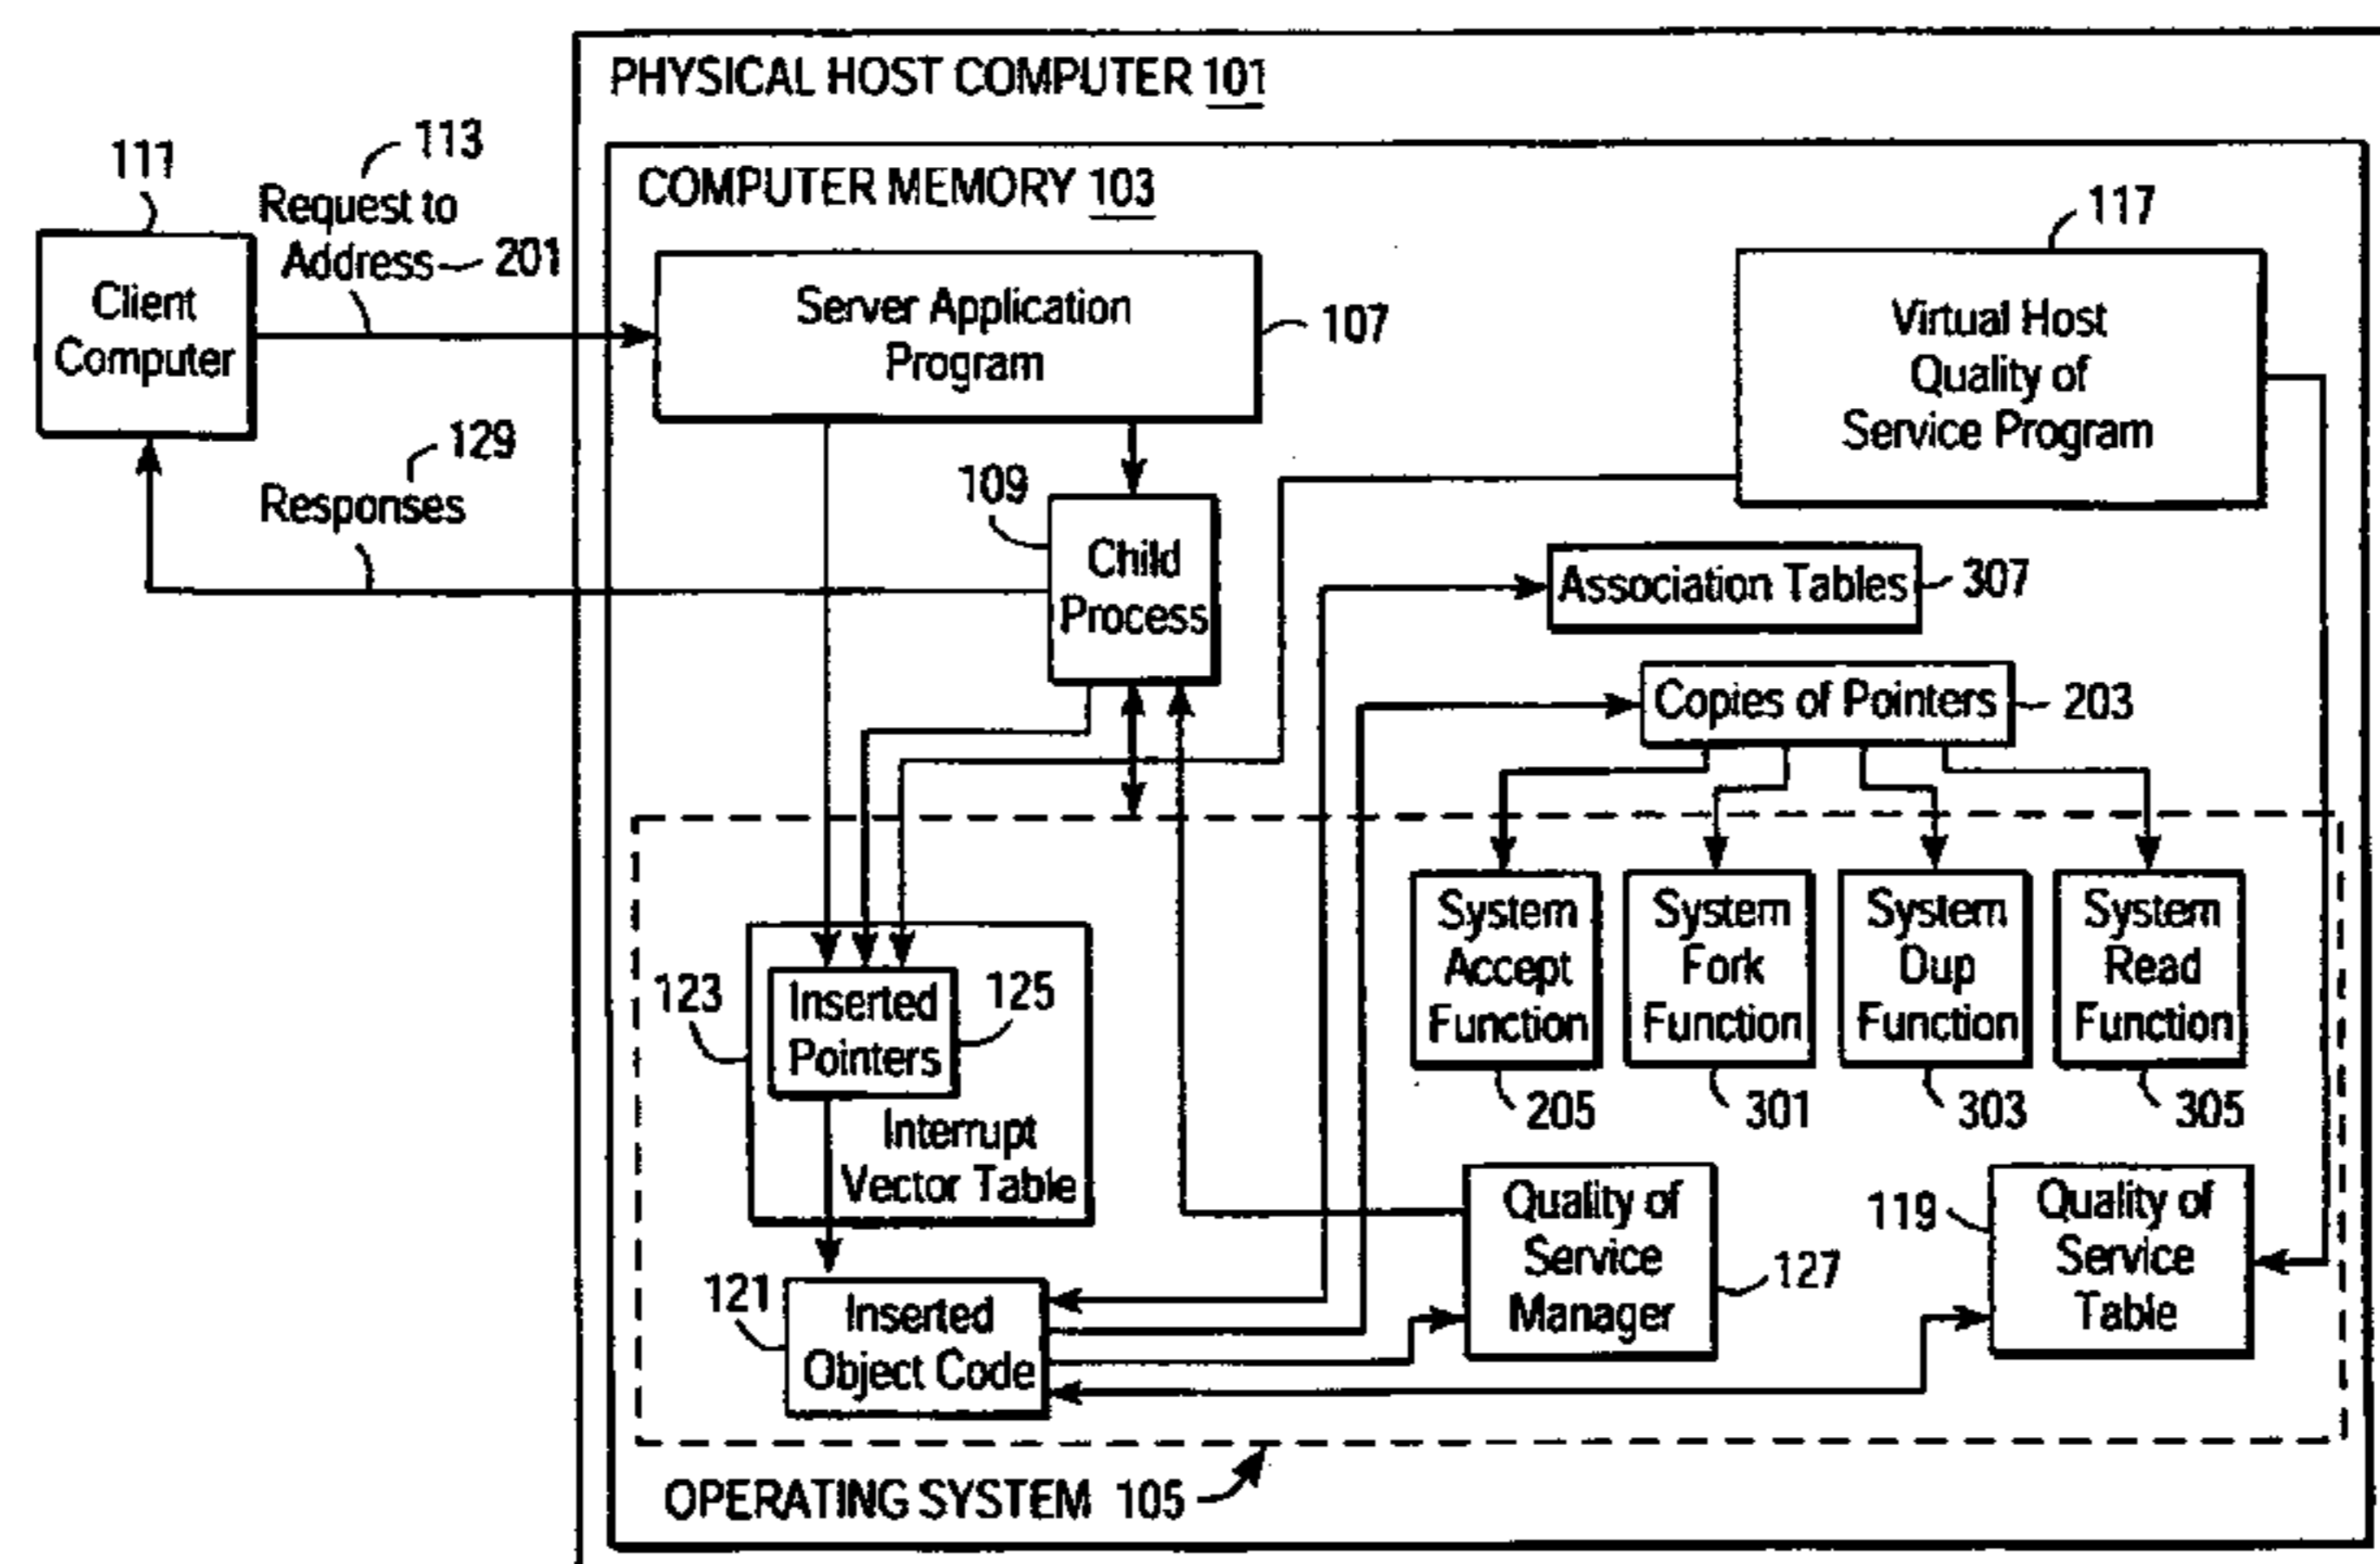 PHYSICAL HOST COMPUTER 101
COMPUTER MEMORY 103
111
113
Request to
Address
201
Client
Computer
129
Responses
Server Application
Program
107
117
Virtual Host
Quality of
Service Program
109
Child
Process
Association Tables
307
Copies of Pointers
203
System
Accept
Function
205
System
Fork
Function
301
System
Dup
Function
303
System
Read
Function
305
123
Inserted
Pointers
125
Interrupt
Vector Table
121
Inserted
Object Code
Quality of
Service
Manager
127
119
Quality of
Service
Table
OPERATING SYSTEM 105